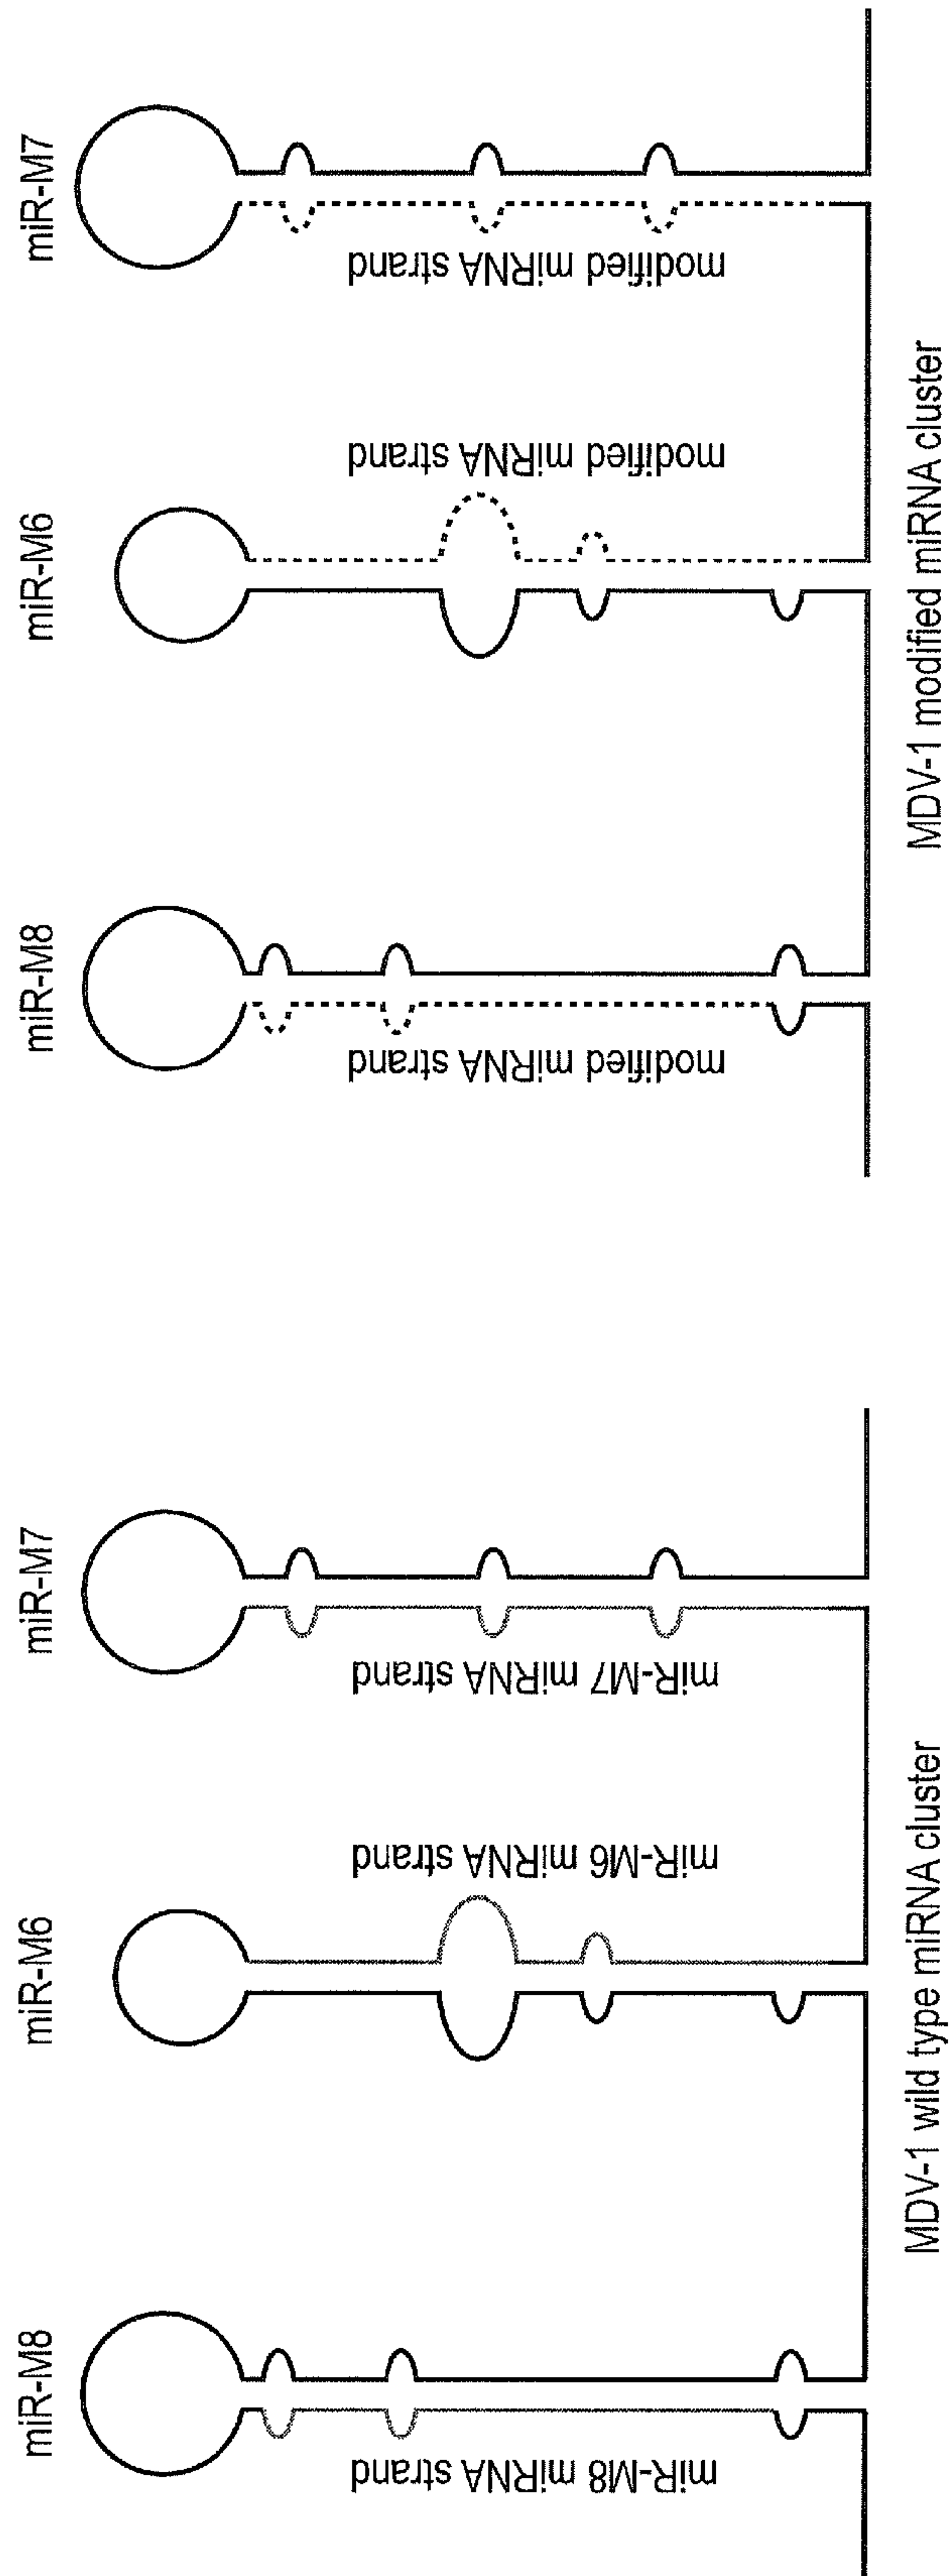 miR-M8
miR-M6
miR-M7
miR-M8 miRNA strand
miR-M6 miRNA strand
miR-M7 miRNA strand
MDV-1 wild type miRNA cluster
miR-M8
miR-M6
miR-M7
modified miRNA strand
modified miRNA strand
modified miRNA strand
MDV-1 modified miRNA cluster